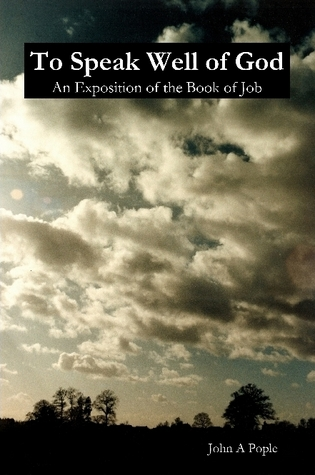 To Speak Well of God
An Exposition of the Book of Job
John A Pople